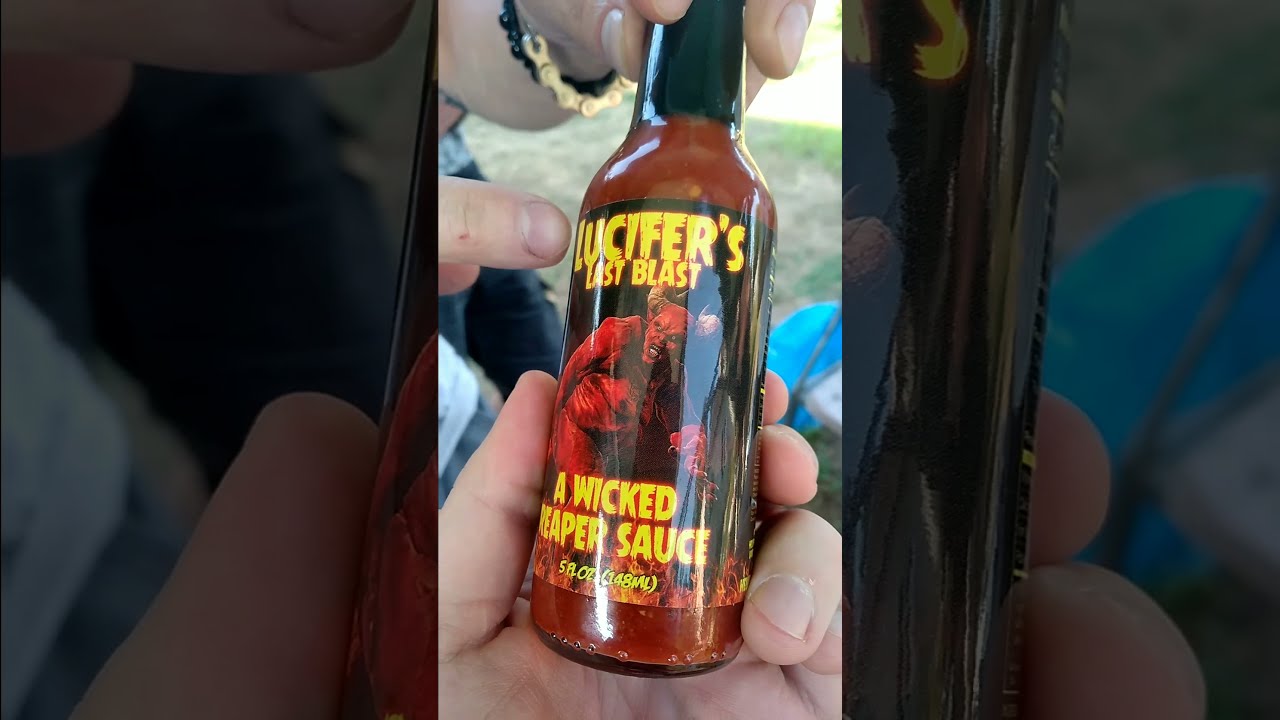 LUCIFER'S
LAST BLAST
A WICKED
REAPER SAUCE
5 FL OZ (148ML)